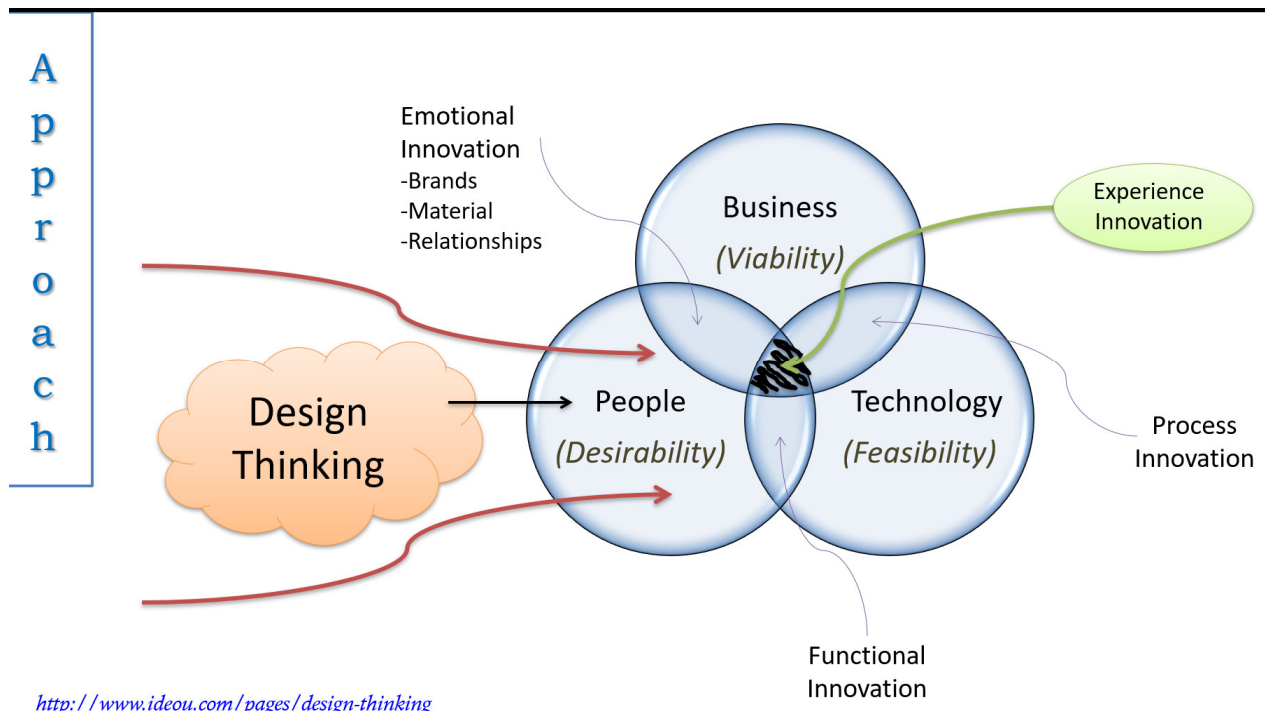 Approach
Emotional
Innovation
-Brands
-Material
-Relationships
Business
(Viability)
Experience
Innovation
Design
Thinking
People
(Desirability)
Technology
(Feasibility)
Process
Innovation
Functional
Innovation
http://www.ideou.com/pages/design-thinking